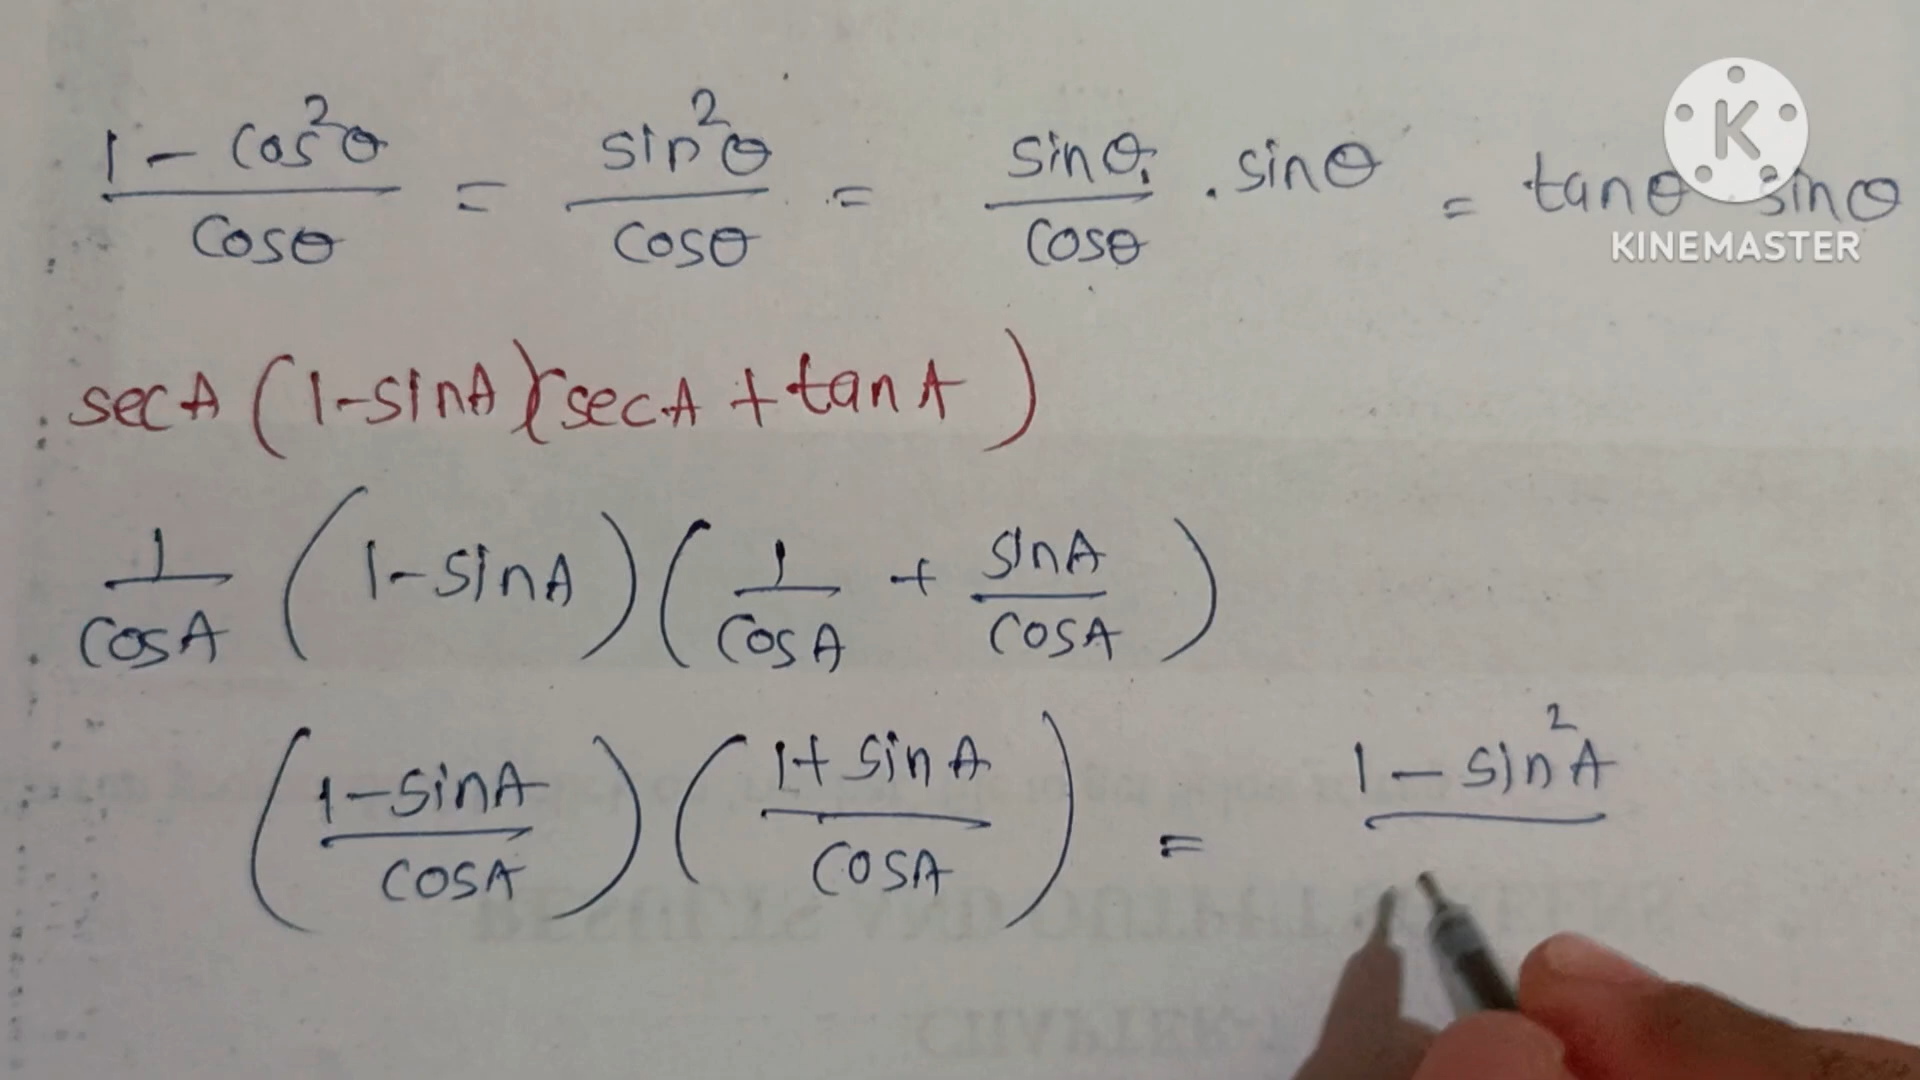 1 - cos²θ / cosθ = sin²θ / cosθ = sinθ / cosθ . sinθ = tanθ sinθ
K
KINEMASTER
secA (1-sinA)(secA + tanA)
1 / cosA (1-sinA) (1 / cosA + sinA / cosA)
(1-sinA / cosA) (1+sinA / cosA) = 1 - sin²A